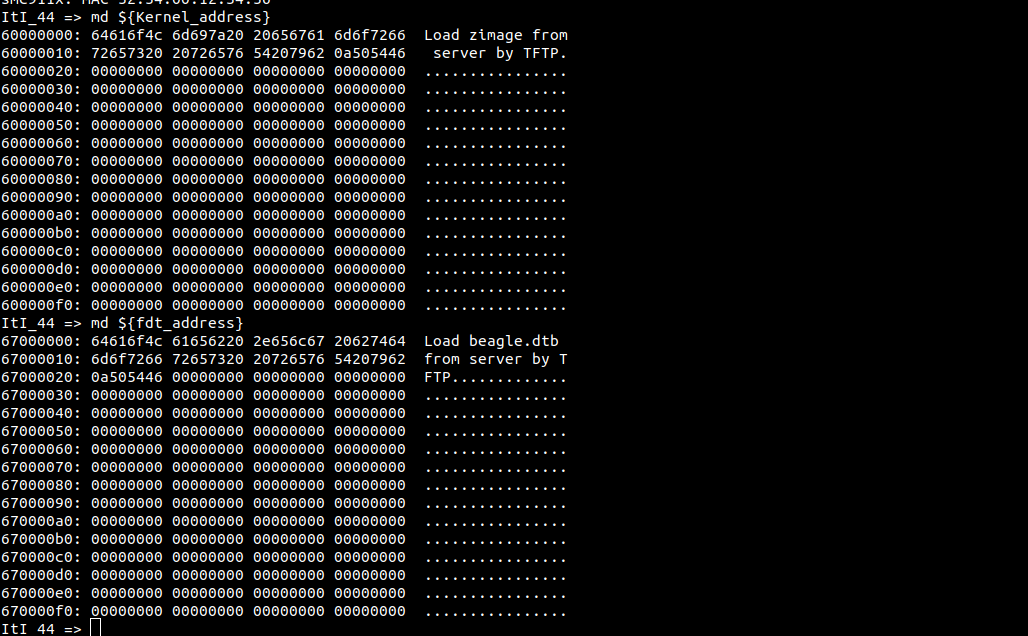 smc911x: MAC 52:54:00:12:34:56
ItI_44 => md ${Kernel_address}
60000000: 64616f4c 6d697a20 20656761 6d6f7266  Load zimage from
60000010: 72657320 20726576 54207962 0a505446   server by TFTP.
60000020: 00000000 00000000 00000000 00000000  ................
60000030: 00000000 00000000 00000000 00000000  ................
60000040: 00000000 00000000 00000000 00000000  ................
60000050: 00000000 00000000 00000000 00000000  ................
60000060: 00000000 00000000 00000000 00000000  ................
60000070: 00000000 00000000 00000000 00000000  ................
60000080: 00000000 00000000 00000000 00000000  ................
60000090: 00000000 00000000 00000000 00000000  ................
600000a0: 00000000 00000000 00000000 00000000  ................
600000b0: 00000000 00000000 00000000 00000000  ................
600000c0: 00000000 00000000 00000000 00000000  ................
600000d0: 00000000 00000000 00000000 00000000  ................
600000e0: 00000000 00000000 00000000 00000000  ................
600000f0: 00000000 00000000 00000000 00000000  ................
ItI_44 => md ${fdt_address}
67000000: 64616f4c 61656220 2e656c67 20627464  Load beagle.dtb 
67000010: 6d6f7266 72657320 20726576 54207962  from server by T
67000020: 0a505446 00000000 00000000 00000000  FTP.............
67000030: 00000000 00000000 00000000 00000000  ................
67000040: 00000000 00000000 00000000 00000000  ................
67000050: 00000000 00000000 00000000 00000000  ................
67000060: 00000000 00000000 00000000 00000000  ................
67000070: 00000000 00000000 00000000 00000000  ................
67000080: 00000000 00000000 00000000 00000000  ................
67000090: 00000000 00000000 00000000 00000000  ................
670000a0: 00000000 00000000 00000000 00000000  ................
670000b0: 00000000 00000000 00000000 00000000  ................
670000c0: 00000000 00000000 00000000 00000000  ................
670000d0: 00000000 00000000 00000000 00000000  ................
670000e0: 00000000 00000000 00000000 00000000  ................
670000f0: 00000000 00000000 00000000 00000000  ................
ItI_44 =>